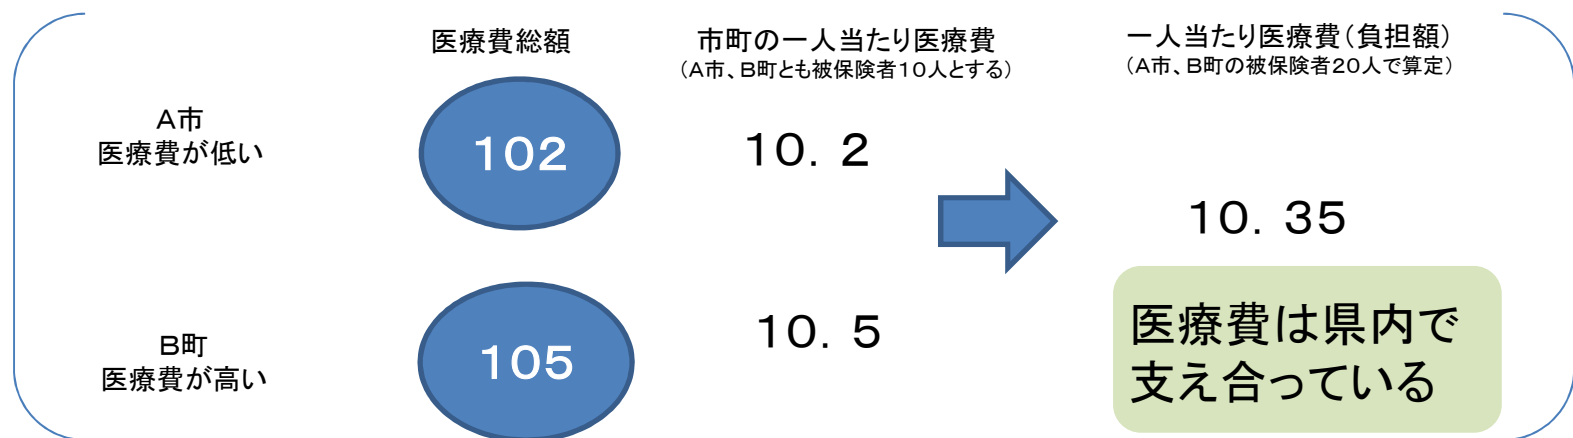 医療費総額
市町の一人当たり医療費
（A市、B町とも被保険者１０人とする）
一人当たり医療費（負担額）
（A市、B町の被保険者２０人で算定）
A市
医療費が低い
１０２
１０．２
１０．３５
B町
医療費が高い
１０５
１０．５
医療費は県内で
支え合っている